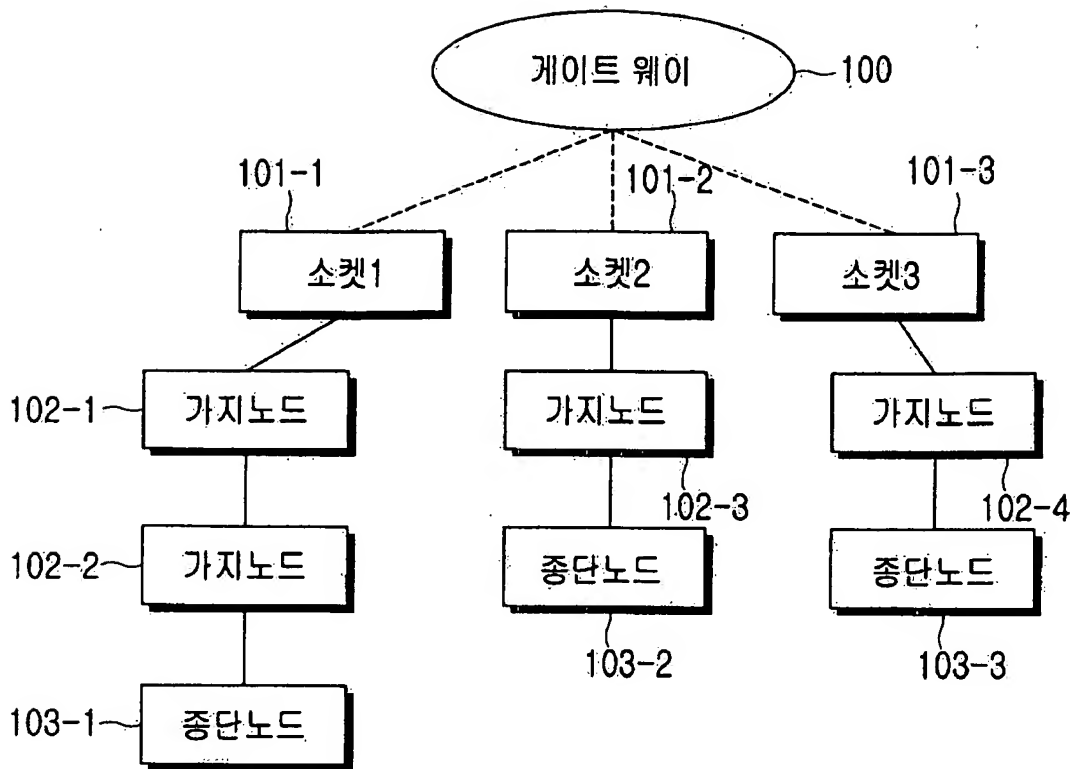 게이트 웨이
100
101-1
101-2
101-3
소켓1
소켓2
소켓3
102-1
가지노드
가지노드
가지노드
102-3
102-4
102-2
가지노드
종단노드
종단노드
103-2
103-3
103-1
종단노드